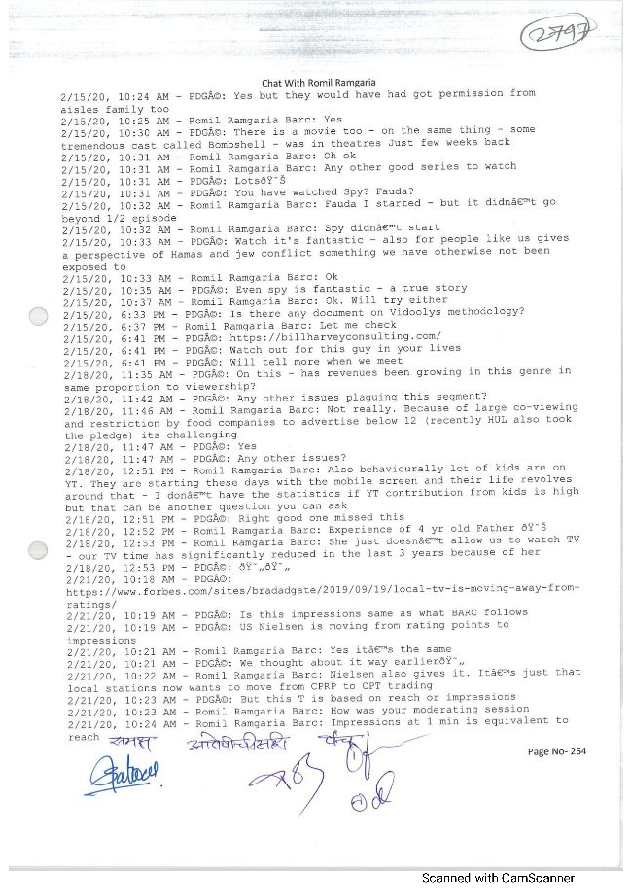 2797
Chat With Romil Ramgaria
2/15/20, 10:24 AM - PDGÃ©: Yes but they would have had got permission from
aisles family too
2/15/20, 10:25 AM - Romil Ramgaria Barc: Yes
2/15/20, 10:30 AM - PDGÃ©: There is a movie too - on the same thing - some
tremendous cast called Bombshell - was in theatres Just few weeks back
2/15/20, 10:31 AM - Romil Ramgaria Barc: Oh ok
2/15/20, 10:31 AM - Romil Ramgaria Barc: Any other good series to watch
2/15/20, 10:31 AM - PDGÃ©: LotsðŸ˜Š
2/15/20, 10:31 AM - PDGÃ©: You have watched Spy? Fauda?
2/15/20, 10:32 AM - Romil Ramgaria Barc: Fauda I started - but it didnâ€™t go
beyond 1/2 episode
2/15/20, 10:32 AM - Romil Ramgaria Barc: Spy didnâ€™t start
2/15/20, 10:33 AM - PDGÃ©: Watch it's fantastic - also for people like us gives
a perspective of Hamas and jew conflict something we have otherwise not been
exposed to
2/15/20, 10:33 AM - Romil Ramgaria Barc: Ok
2/15/20, 10:35 AM - PDGÃ©: Even spy is fantastic - a true story
2/15/20, 10:37 AM - Romil Ramgaria Barc: Ok. Will try either
2/15/20, 6:33 PM - PDGÃ©: Is there any document on Vidoolys methodology?
2/15/20, 6:37 PM - Romil Ramgaria Barc: Let me check
2/15/20, 6:41 PM - PDGÃ©: https://billharveyconsulting.com/
2/15/20, 6:41 PM - PDGÃ©: Watch out for this guy in your lives
2/15/20, 6:41 PM - PDGÃ©: Will tell more when we meet
2/18/20, 11:35 AM - PDGÃ©: On this - has revenues been growing in this genre in
same proportion to viewership?
2/18/20, 11:42 AM - PDGÃ©: Any other issues plaguing this segment?
2/18/20, 11:46 AM - Romil Ramgaria Barc: Not really. Because of large co-viewing
and restriction by food companies to advertise below 12 (recently HUL also took
the pledge) its challenging
2/18/20, 11:47 AM - PDGÃ©: Yes
2/18/20, 11:47 AM - PDGÃ©: Any other issues?
2/18/20, 12:51 PM - Romil Ramgaria Barc: Also behaviourally lot of kids are on
YT. They are starting these days with the mobile screen and their life revolves
around that - I donâ€™t have the statistics if YT contribution from kids is high
but that can be another question you can ask
2/18/20, 12:51 PM - PDGÃ©: Right good one missed this
2/18/20, 12:52 PM - Romil Ramgaria Barc: Experience of 4 yr old Father ðŸ˜Š
2/18/20, 12:53 PM - Romil Ramgaria Barc: She just doesnâ€™t allow us to watch TV
- our TV time has significantly reduced in the last 3 years because of her
2/18/20, 12:53 PM - PDGÃ©: ðŸ˜„ðŸ˜„
2/21/20, 10:18 AM - PDGÃ©:
https://www.forbes.com/sites/bradadgate/2019/09/19/local-tv-is-moving-away-from-
ratings/
2/21/20, 10:19 AM - PDGÃ©: Is this impressions same as what BARC follows
2/21/20, 10:19 AM - PDGÃ©: US Nielsen is moving from rating points to
impressions
2/21/20, 10:21 AM - Romil Ramgaria Barc: Yes itâ€™s the same
2/21/20, 10:21 AM - PDGÃ©: We thought about it way earlierðŸ˜„
2/21/20, 10:22 AM - Romil Ramgaria Barc: Nielsen also gives it. Itâ€™s just that
local stations now wants to move from CPRP to CPT trading
2/21/20, 10:23 AM - PDGÃ©: But this T is based on reach or impressions
2/21/20, 10:23 AM - Romil Ramgaria Barc: How was your moderating session
2/21/20, 10:24 AM - Romil Ramgaria Barc: Impressions at 1 min is equivalent to
reach
समक्ष
Page No- 254
Scanned with CamScanner